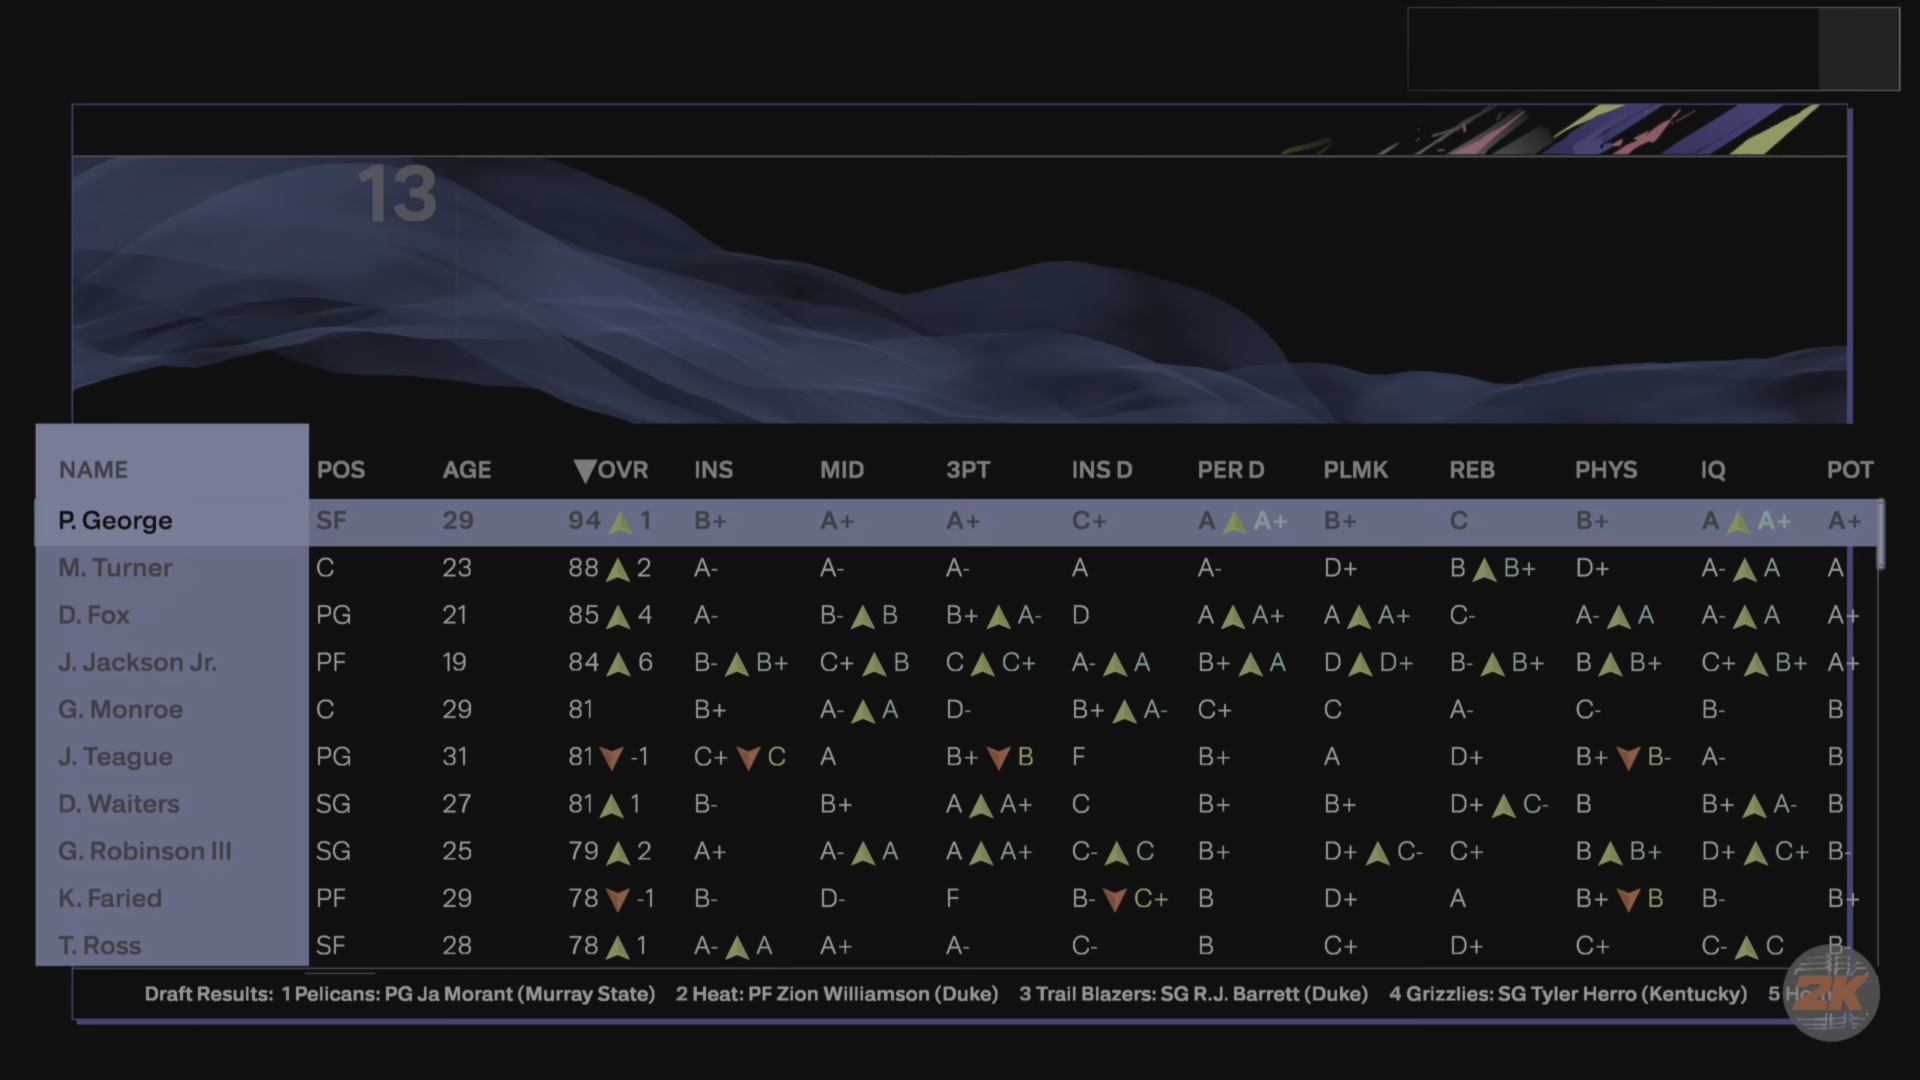 13
NAME POS AGE OVR INS MID 3PT INS D PER D PLMK REB PHYS IQ POT
P. George SF 29 94 1 B+ A+ A+ C+ A A+ B+ C B+ A A+ A+
M. Turner C 23 88 2 A- A- A- A A- D+ B B+ D+ A- A A
D. Fox PG 21 85 4 A- B- B B+ A- D A A+ A A+ C- A- A A- A A+
J. Jackson Jr. PF 19 84 6 B- B+ C+ B C C+ A- A B+ A D D+ B- B+ B B+ C+ B+ A+
G. Monroe C 29 81 B+ A- A D- B+ A- C+ C A- C- B- B
J. Teague PG 31 81 -1 C+ C A B+ B F B+ A D+ B+ B- A- B
D. Waiters SG 27 81 1 B- B+ A A+ C B+ B+ D+ C- B B+ A- B
G. Robinson III SG 25 79 2 A+ A- A A A+ C- C B+ D+ C- C+ B B+ D+ C+ B-
K. Faried PF 29 78 -1 B- D- F B- C+ B D+ A B+ B B- B+
T. Ross SF 28 78 1 A- A A+ A- C- B C+ D+ C+ C- C B-
Draft Results: 1 Pelicans: PG Ja Morant (Murray State) 2 Heat: PF Zion Williamson (Duke) 3 Trail Blazers: SG R.J. Barrett (Duke) 4 Grizzlies: SG Tyler Herro (Kentucky) 5
2K